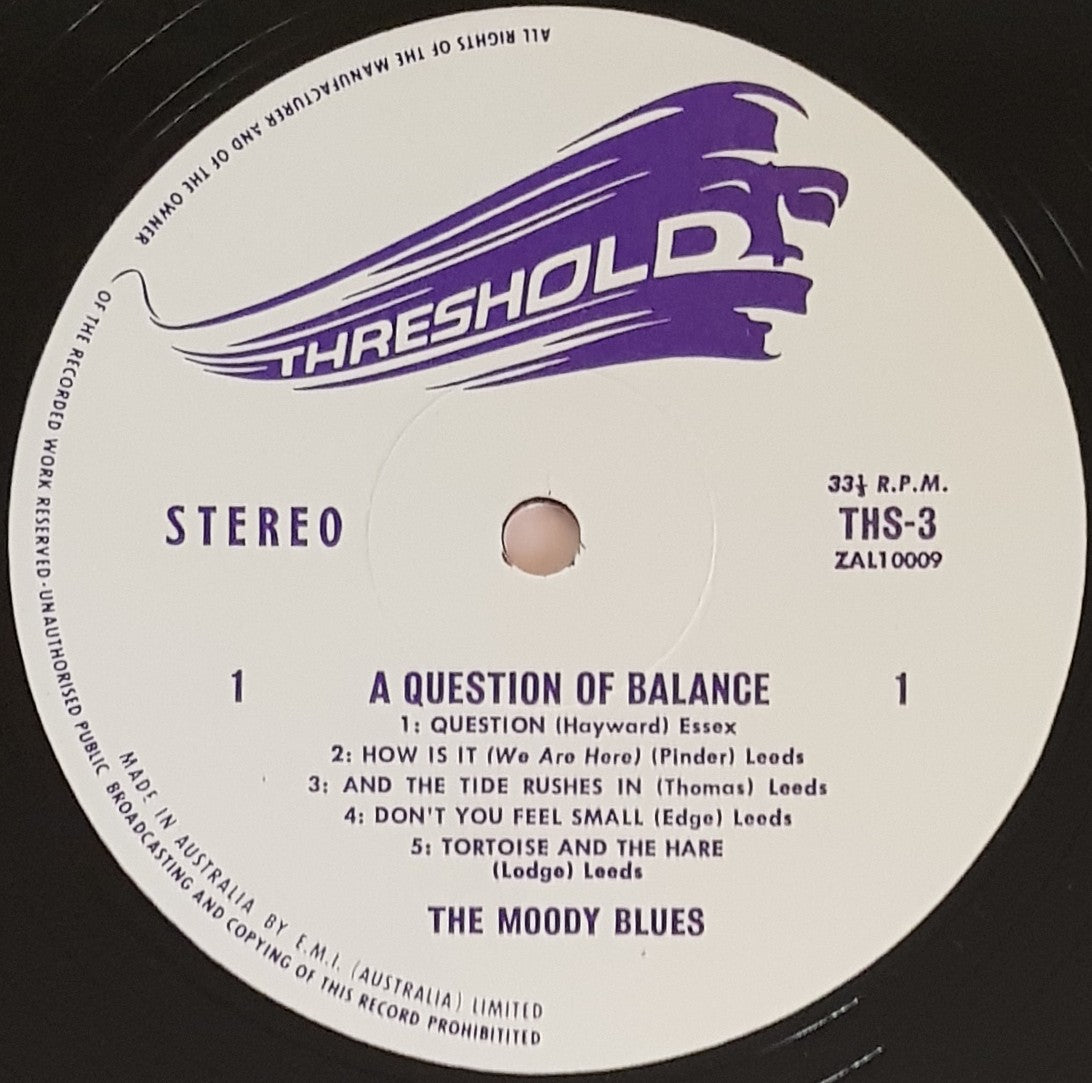 ALL RIGHTS OF THE MANUFACTURER AND OF THE OWNER
OF THE RECORDED WORK RESERVED-UNAUTHORISED PUBLIC BROADCASTING AND COPYING OF THIS RECORD PROHIBITITED
MADE IN AUSTRALIA BY E.M.I. (AUSTRALIA) LIMITED
THRESHOLD
STEREO
33⅓ R.P.M.
THS-3
ZAL10009
1 A QUESTION OF BALANCE 1
1: QUESTION (Hayward) Essex
2: HOW IS IT (We Are Here) (Pinder) Leeds
3: AND THE TIDE RUSHES IN (Thomas) Leeds
4: DON'T YOU FEEL SMALL (Edge) Leeds
5: TORTOISE AND THE HARE
(Lodge) Leeds
THE MOODY BLUES